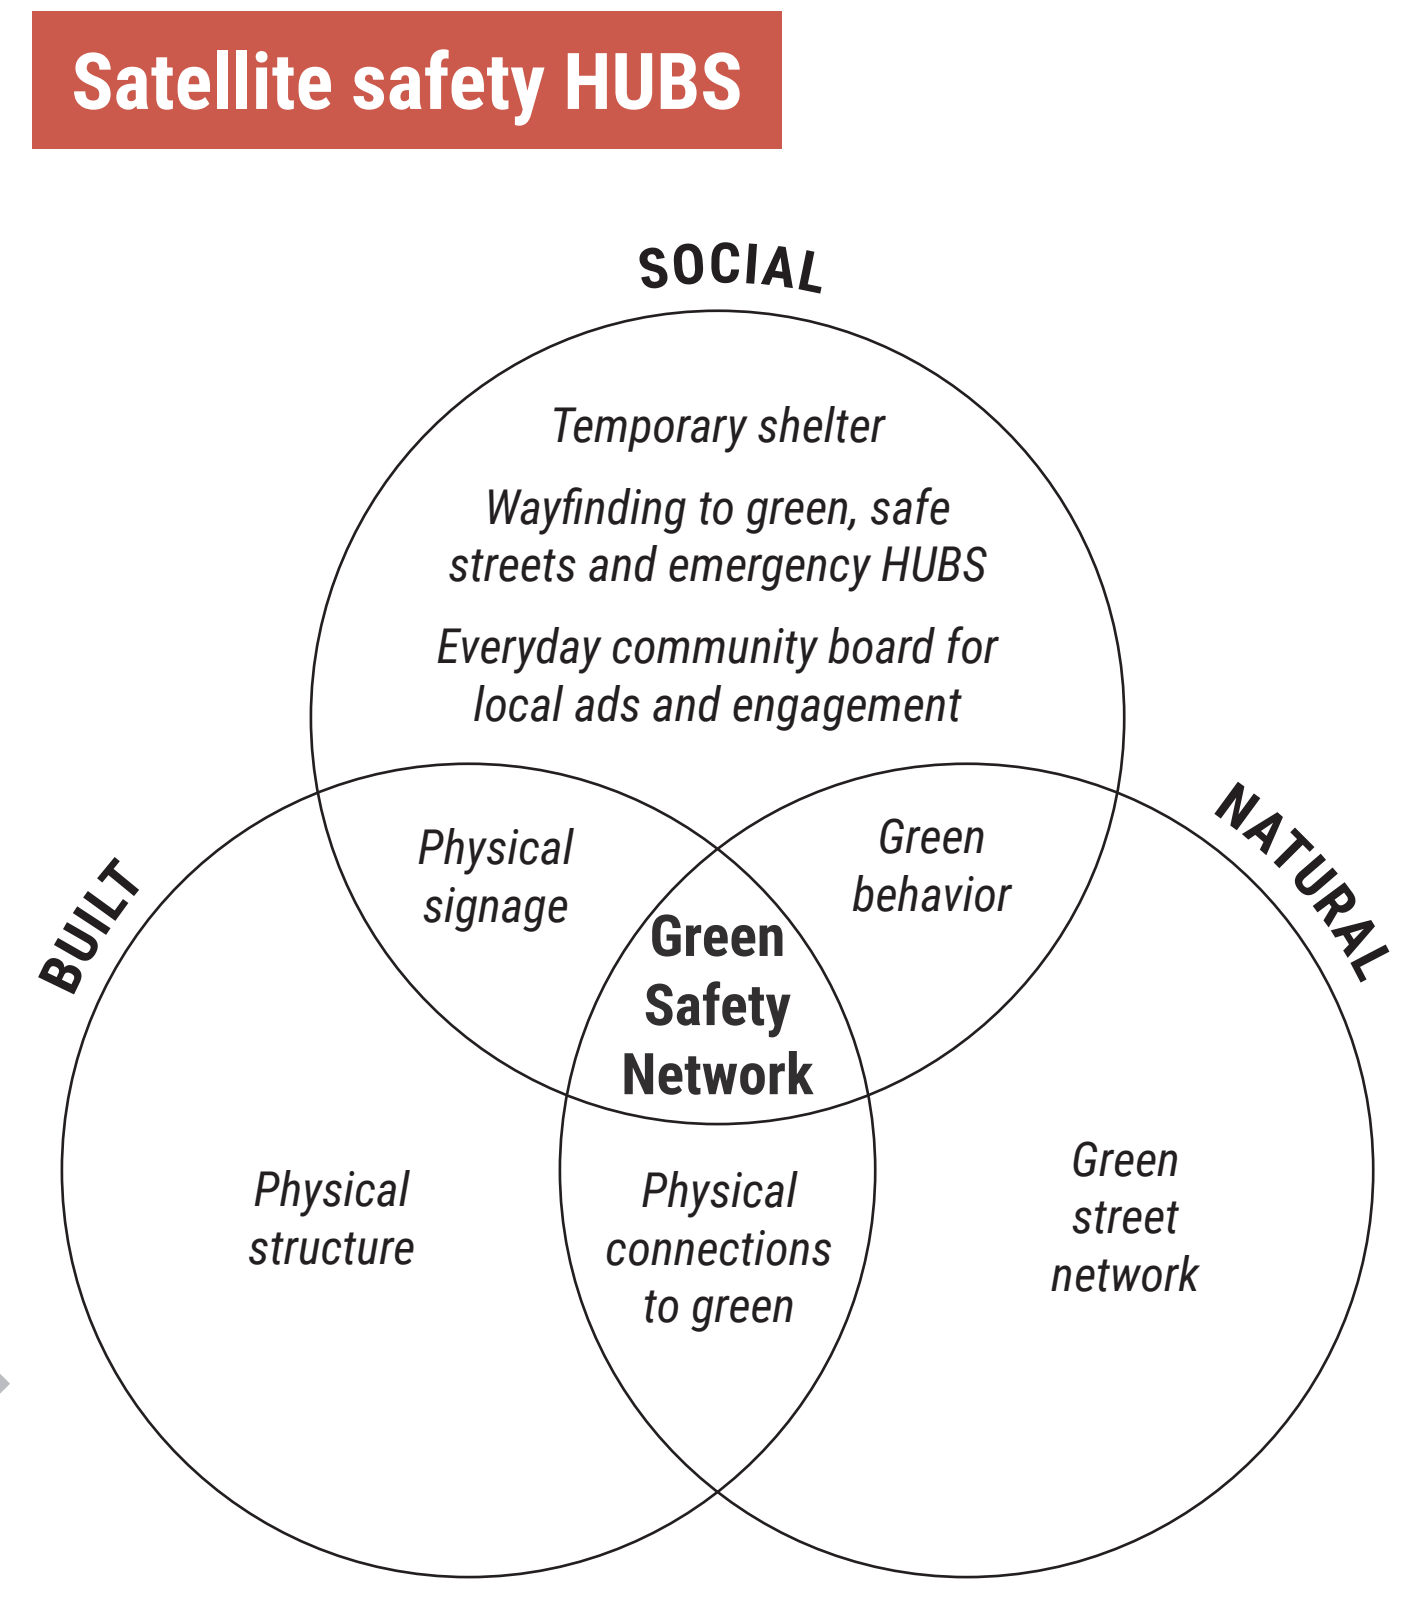 Satellite safety HUBS
SOCIAL
Temporary shelter
Wayfinding to green, safe
streets and emergency HUBS
Everyday community board for
local ads and engagement
BUILT
NATURAL
Physical
signage
Green
behavior
Green
Safety
Network
Physical
structure
Physical
connections
to green
Green
street
network